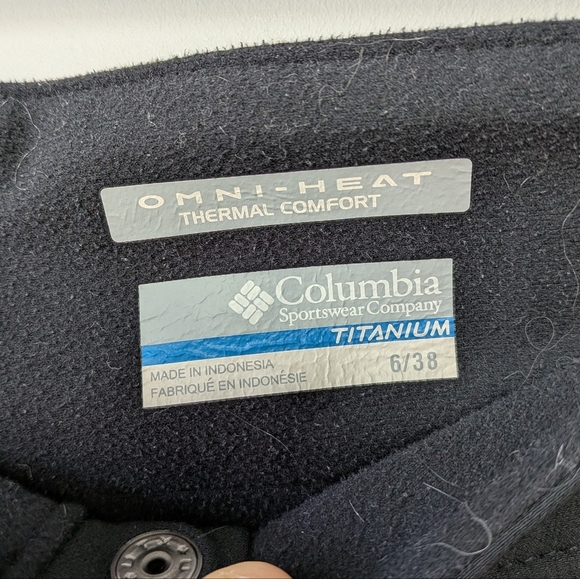 OMNI-HEAT
THERMAL COMFORT
Columbia
Sportswear Company
TITANIUM
MADE IN INDONESIA
FABRIQUÉ EN INDONÉSIE
6/38